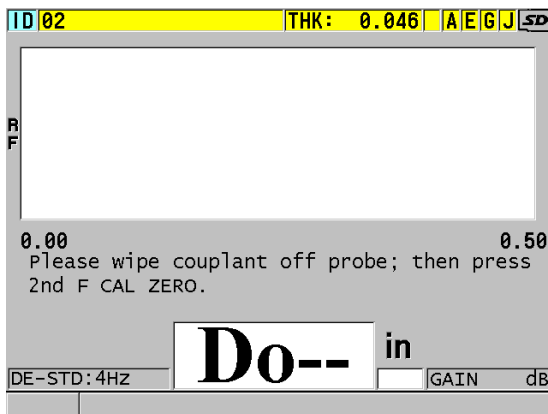 ID 02 THK: 0.046 A E G J SD
RF
0.00 0.50
Please wipe couplant off probe; then press
2nd F CAL ZERO.
Do-- in
DE-STD:4Hz GAIN dB